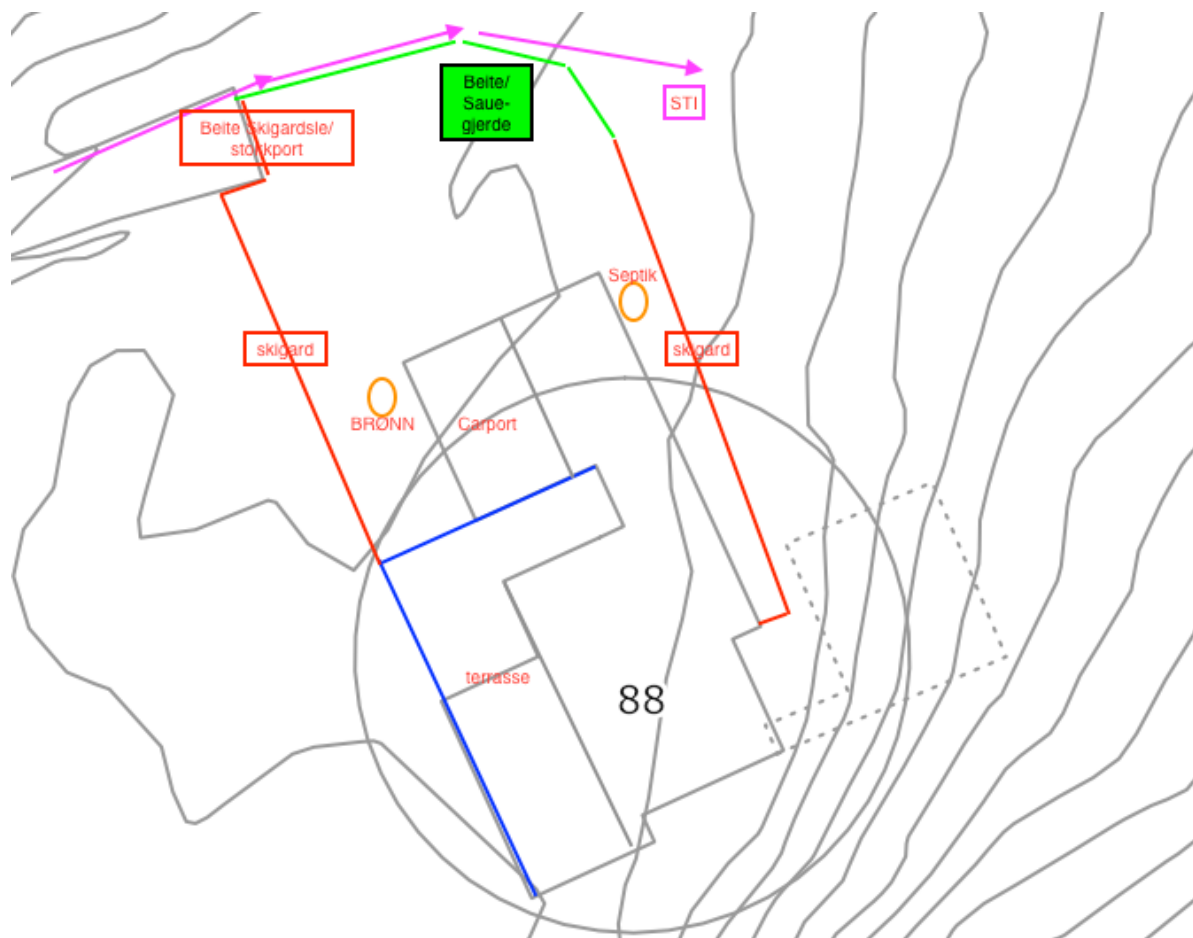 Beite/
Saue-
gjerde
STI
Beite Skigardsle/
stokkport
Septik
skigard
skigard
BRØNN
Carport
terrasse
88